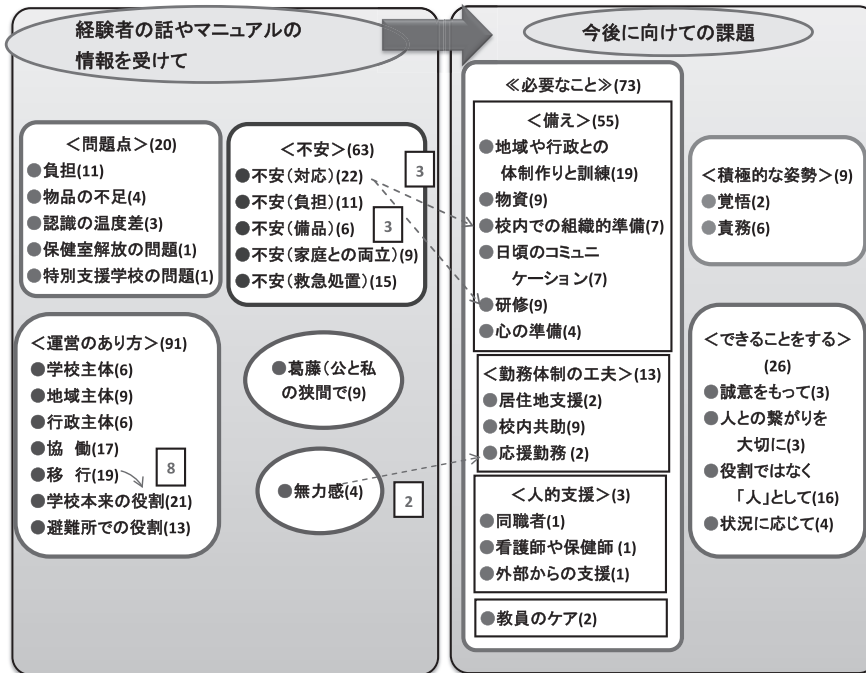 経験者の話やマニュアルの
情報を受けて
＜問題点＞(20)
●負担(11)
●物品の不足(4)
●認識の温度差(3)
●保健室解放の問題(1)
●特別支援学校の問題(1)
＜不安＞(63)
●不安（対応）(22)
●不安（負担）(11)
●不安（備品）(6)
●不安（家庭との両立）(9)
●不安（救急処置）(15)
3
3
＜運営のあり方＞(91)
●学校主体(6)
●地域主体(9)
●行政主体(6)
●協　働(17)
●移　行(19)
●学校本来の役割(21)
●避難所での役割(13)
8
●葛藤（公と私
の狭間で(9)
●無力感(4)
2
今後に向けての課題
≪必要なこと≫(73)
＜備え＞(55)
●地域や行政との
体制作りと訓練(19)
●物資(9)
●校内での組織的準備(7)
●日頃のコミュニ
ケーション(7)
●研修(9)
●心の準備(4)
＜勤務体制の工夫＞(13)
●居住地支援(2)
●校内共助(9)
●応援勤務(2)
＜人的支援＞(3)
●同職者(1)
●看護師や保健師(1)
●外部からの支援(1)
●教員のケア(2)
＜積極的な姿勢＞(9)
●覚悟(2)
●責務(6)
＜できることをする＞
(26)
●誠意をもって(3)
●人との繋がりを
大切に(3)
●役割ではなく
「人」として(16)
●状況に応じて(4)